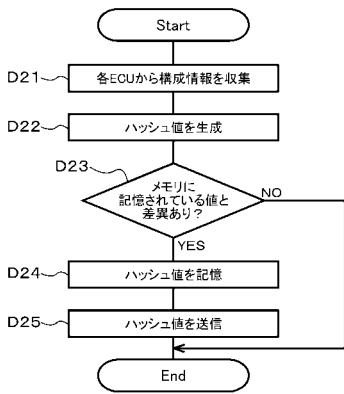 Start
D21
各ECUから構成情報を収集
D22
ハッシュ値を生成
D23
メモリに
記憶されている値と
差異あり?
NO
YES
D24
ハッシュ値を記憶
D25
ハッシュ値を送信
End